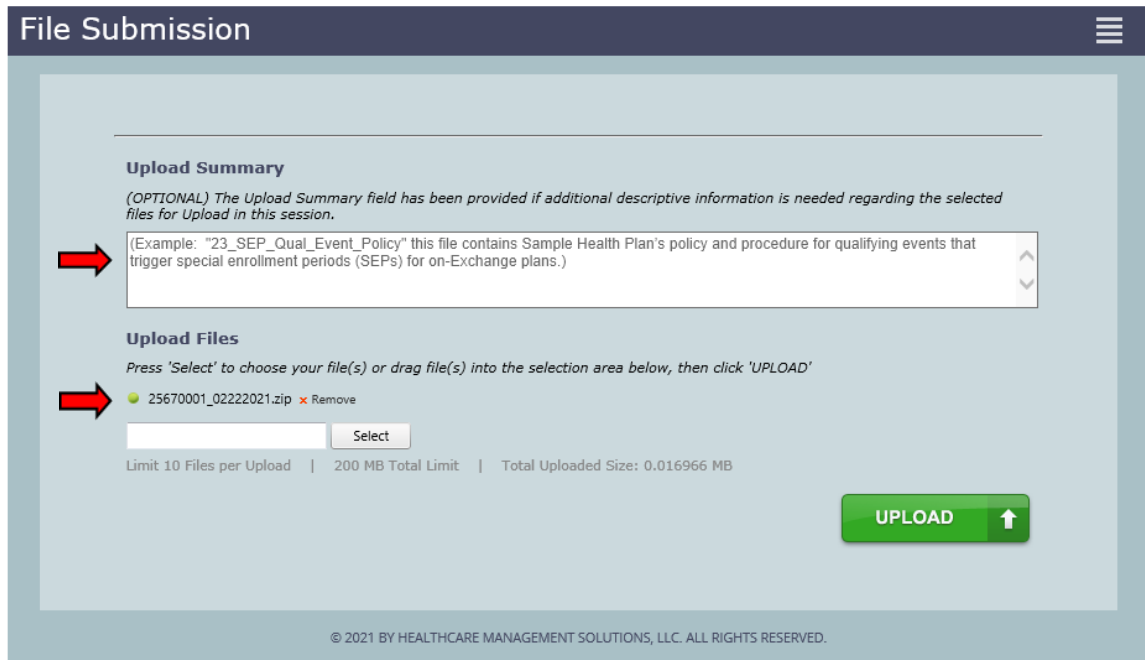 File Submission
Upload Summary
(OPTIONAL) The Upload Summary field has been provided if additional descriptive information is needed regarding the selected
files for Upload in this session.
(Example:  "23_SEP_Qual_Event_Policy" this file contains Sample Health Plan's policy and procedure for qualifying events that
trigger special enrollment periods (SEPs) for on-Exchange plans.)
Upload Files
Press 'Select' to choose your file(s) or drag file(s) into the selection area below, then click 'UPLOAD'
25670001_02222021.zip x Remove
Select
Limit 10 Files per Upload | 200 MB Total Limit | Total Uploaded Size: 0.016966 MB
UPLOAD
© 2021 BY HEALTHCARE MANAGEMENT SOLUTIONS, LLC. ALL RIGHTS RESERVED.